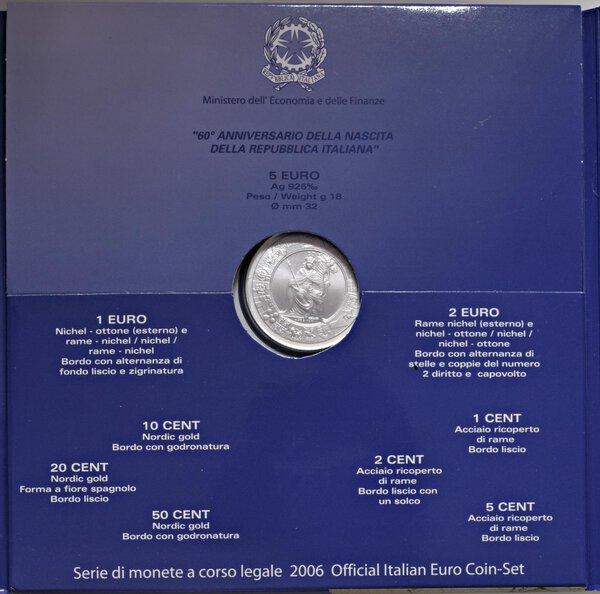 REPVBBLICA ITALIANA
Ministero dell' Economia e delle Finanze
"60° ANNIVERSARIO DELLA NASCITA
DELLA REPUBBLICA ITALIANA"
5 EURO
Ag 925‰
Peso / Weight g 18
Ø mm 32
1 EURO
Nichel - ottone (esterno) e
rame - nichel / nichel /
rame - nichel
Bordo con alternanza di
fondo liscio e zigrinatura
2 EURO
Rame nichel (esterno) e
nichel - ottone / nichel /
nichel - ottone
Bordo con alternanza di
stelle e coppie del numero
2 diritto e capovolto
10 CENT
Nordic gold
Bordo con godronatura
1 CENT
Acciaio ricoperto
di rame
Bordo liscio
20 CENT
Nordic gold
Forma a fiore spagnolo
Bordo liscio
2 CENT
Acciaio ricoperto
di rame
Bordo liscio con
un solco
50 CENT
Nordic gold
Bordo con godronatura
5 CENT
Acciaio ricoperto
di rame
Bordo liscio
Serie di monete a corso legale 2006 Official Italian Euro Coin-Set